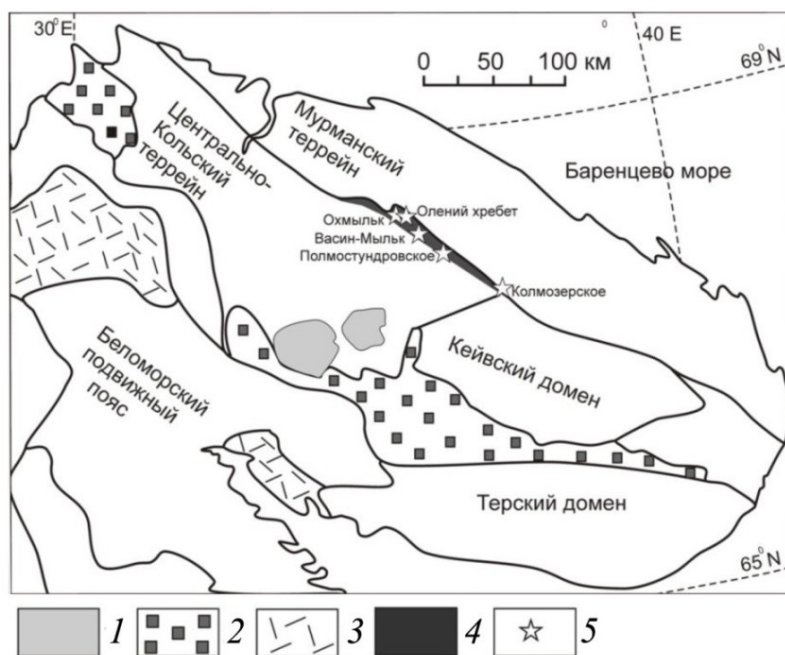 30⁰E
0
40 E
69⁰N
0 50 100 км
Центрально-
Кольский
террейн
Мурманский
террейн
Баренцево море
Олений хребет
Охмыльк
Васин-Мыльк
Полмостундровское
Колмозерское
Беломорский
подвижный
пояс
Кейвский домен
Терский домен
65⁰N
1 2 3 4 5